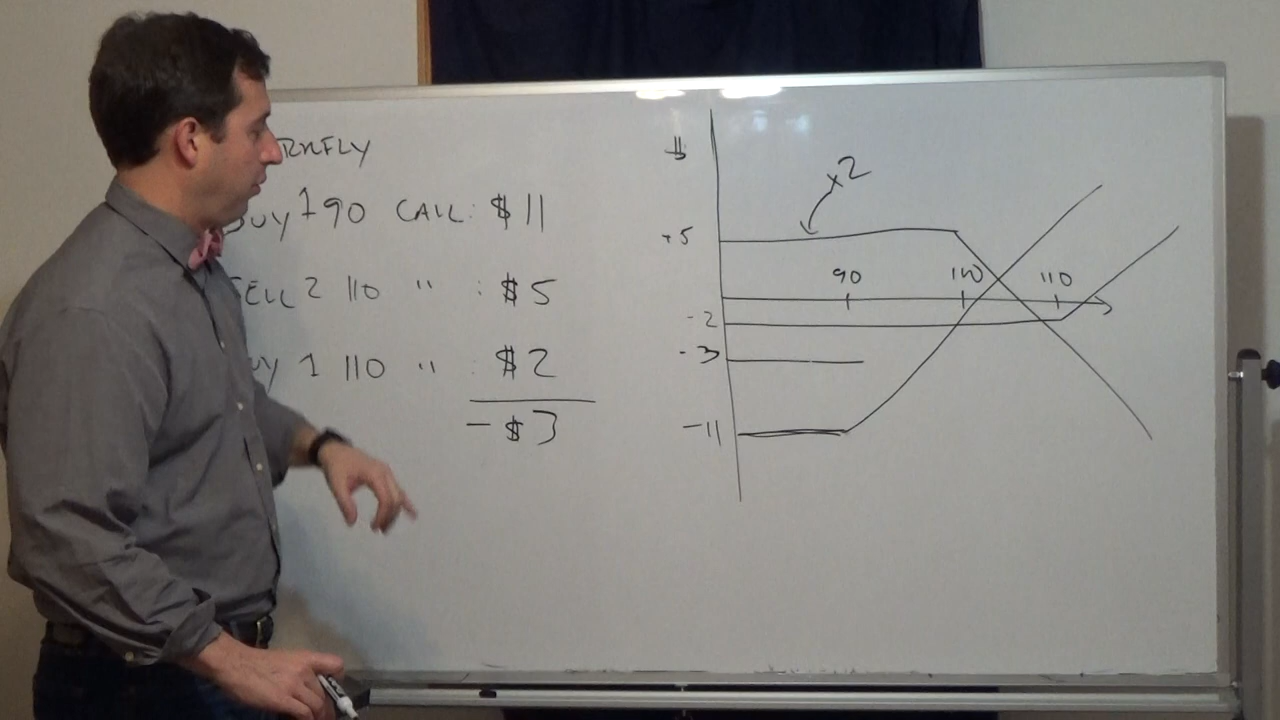 RFLY
BUY 1 90 CALL: $11
SELL 2 110 " : $5
UY 1 110 " : $2
-$3
$
x2
+5
90 100 110
-2
-3
-11